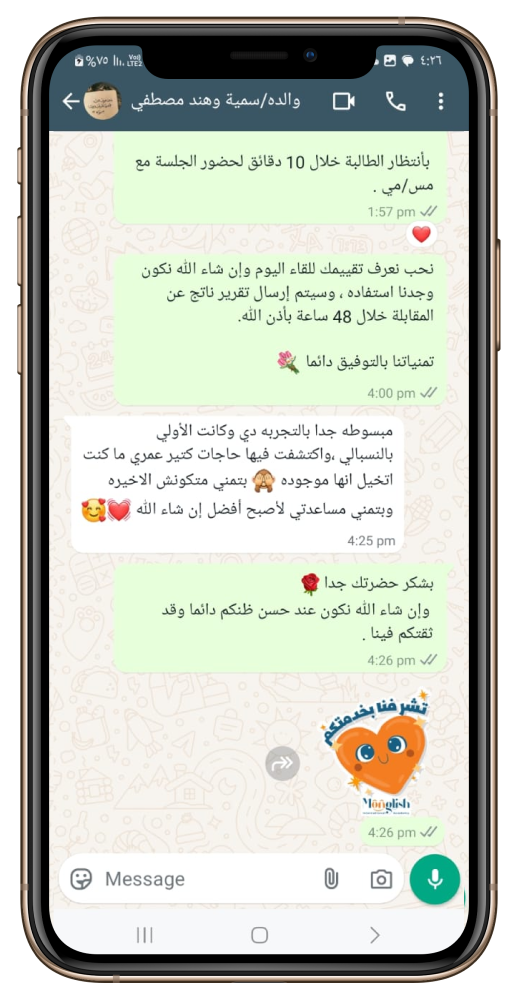 ٤:٢٦
%٧٥
والده/سمية وهند مصطفي
بأنتظار الطالبة خلال 10 دقائق لحضور الجلسة مع
مس/مي .
1:57 pm
نحب نعرف تقييمك للقاء اليوم وإن شاء الله نكون
وجدنا استفاده ، وسيتم إرسال تقرير ناتج عن
المقابلة خلال 48 ساعة بأذن الله.
تمنياتنا بالتوفيق دائما 💐
4:00 pm
مبسوطه جدا بالتجربه دي وكانت الأولي
بالنسبالي ،واكتشفت فيها حاجات كتير عمري ما كنت
اتخيل انها موجوده 🙈 بتمني متكونش الاخيره
وبتمني مساعدتي لأصبح أفضل إن شاء الله 💓🥰
4:25 pm
بشكر حضرتك جدا 🌹
وإن شاء الله نكون عند حسن ظنكم دائما وقد
ثقتكم فينا .
4:26 pm
تشرفنا بخدمتكم
Monglish
4:26 pm
Message